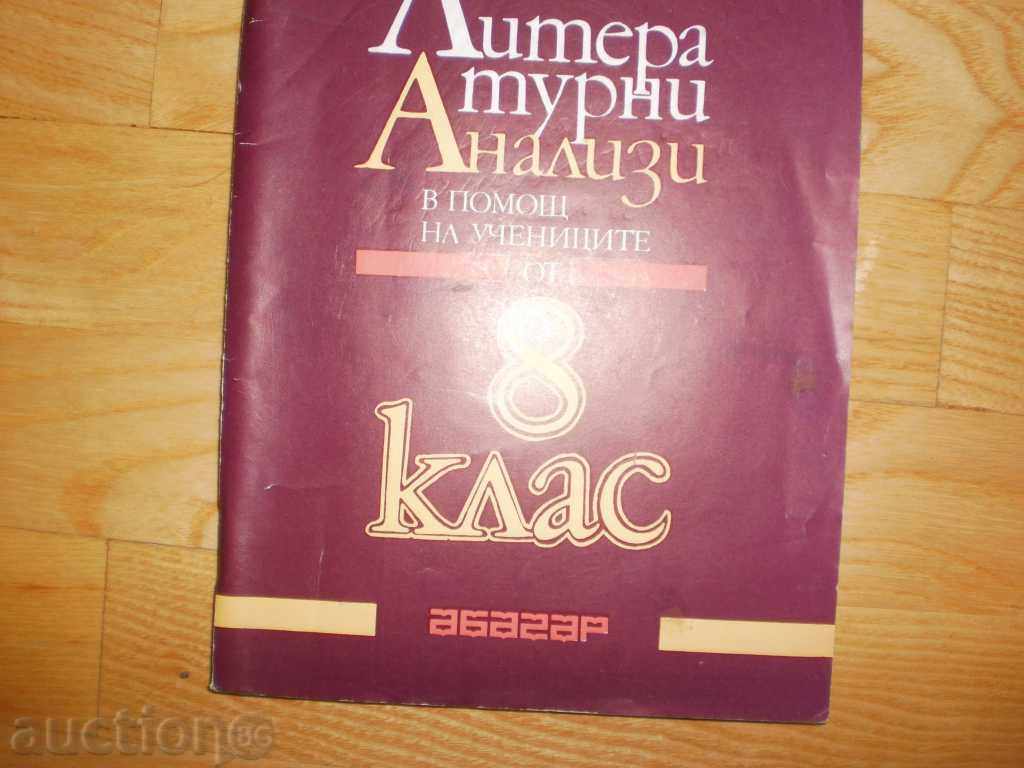 Литера
турни
Анализи
В ПОМОЩ
НА УЧЕНИЦИТЕ
ОТ
8
клас
абагар
auction.bg